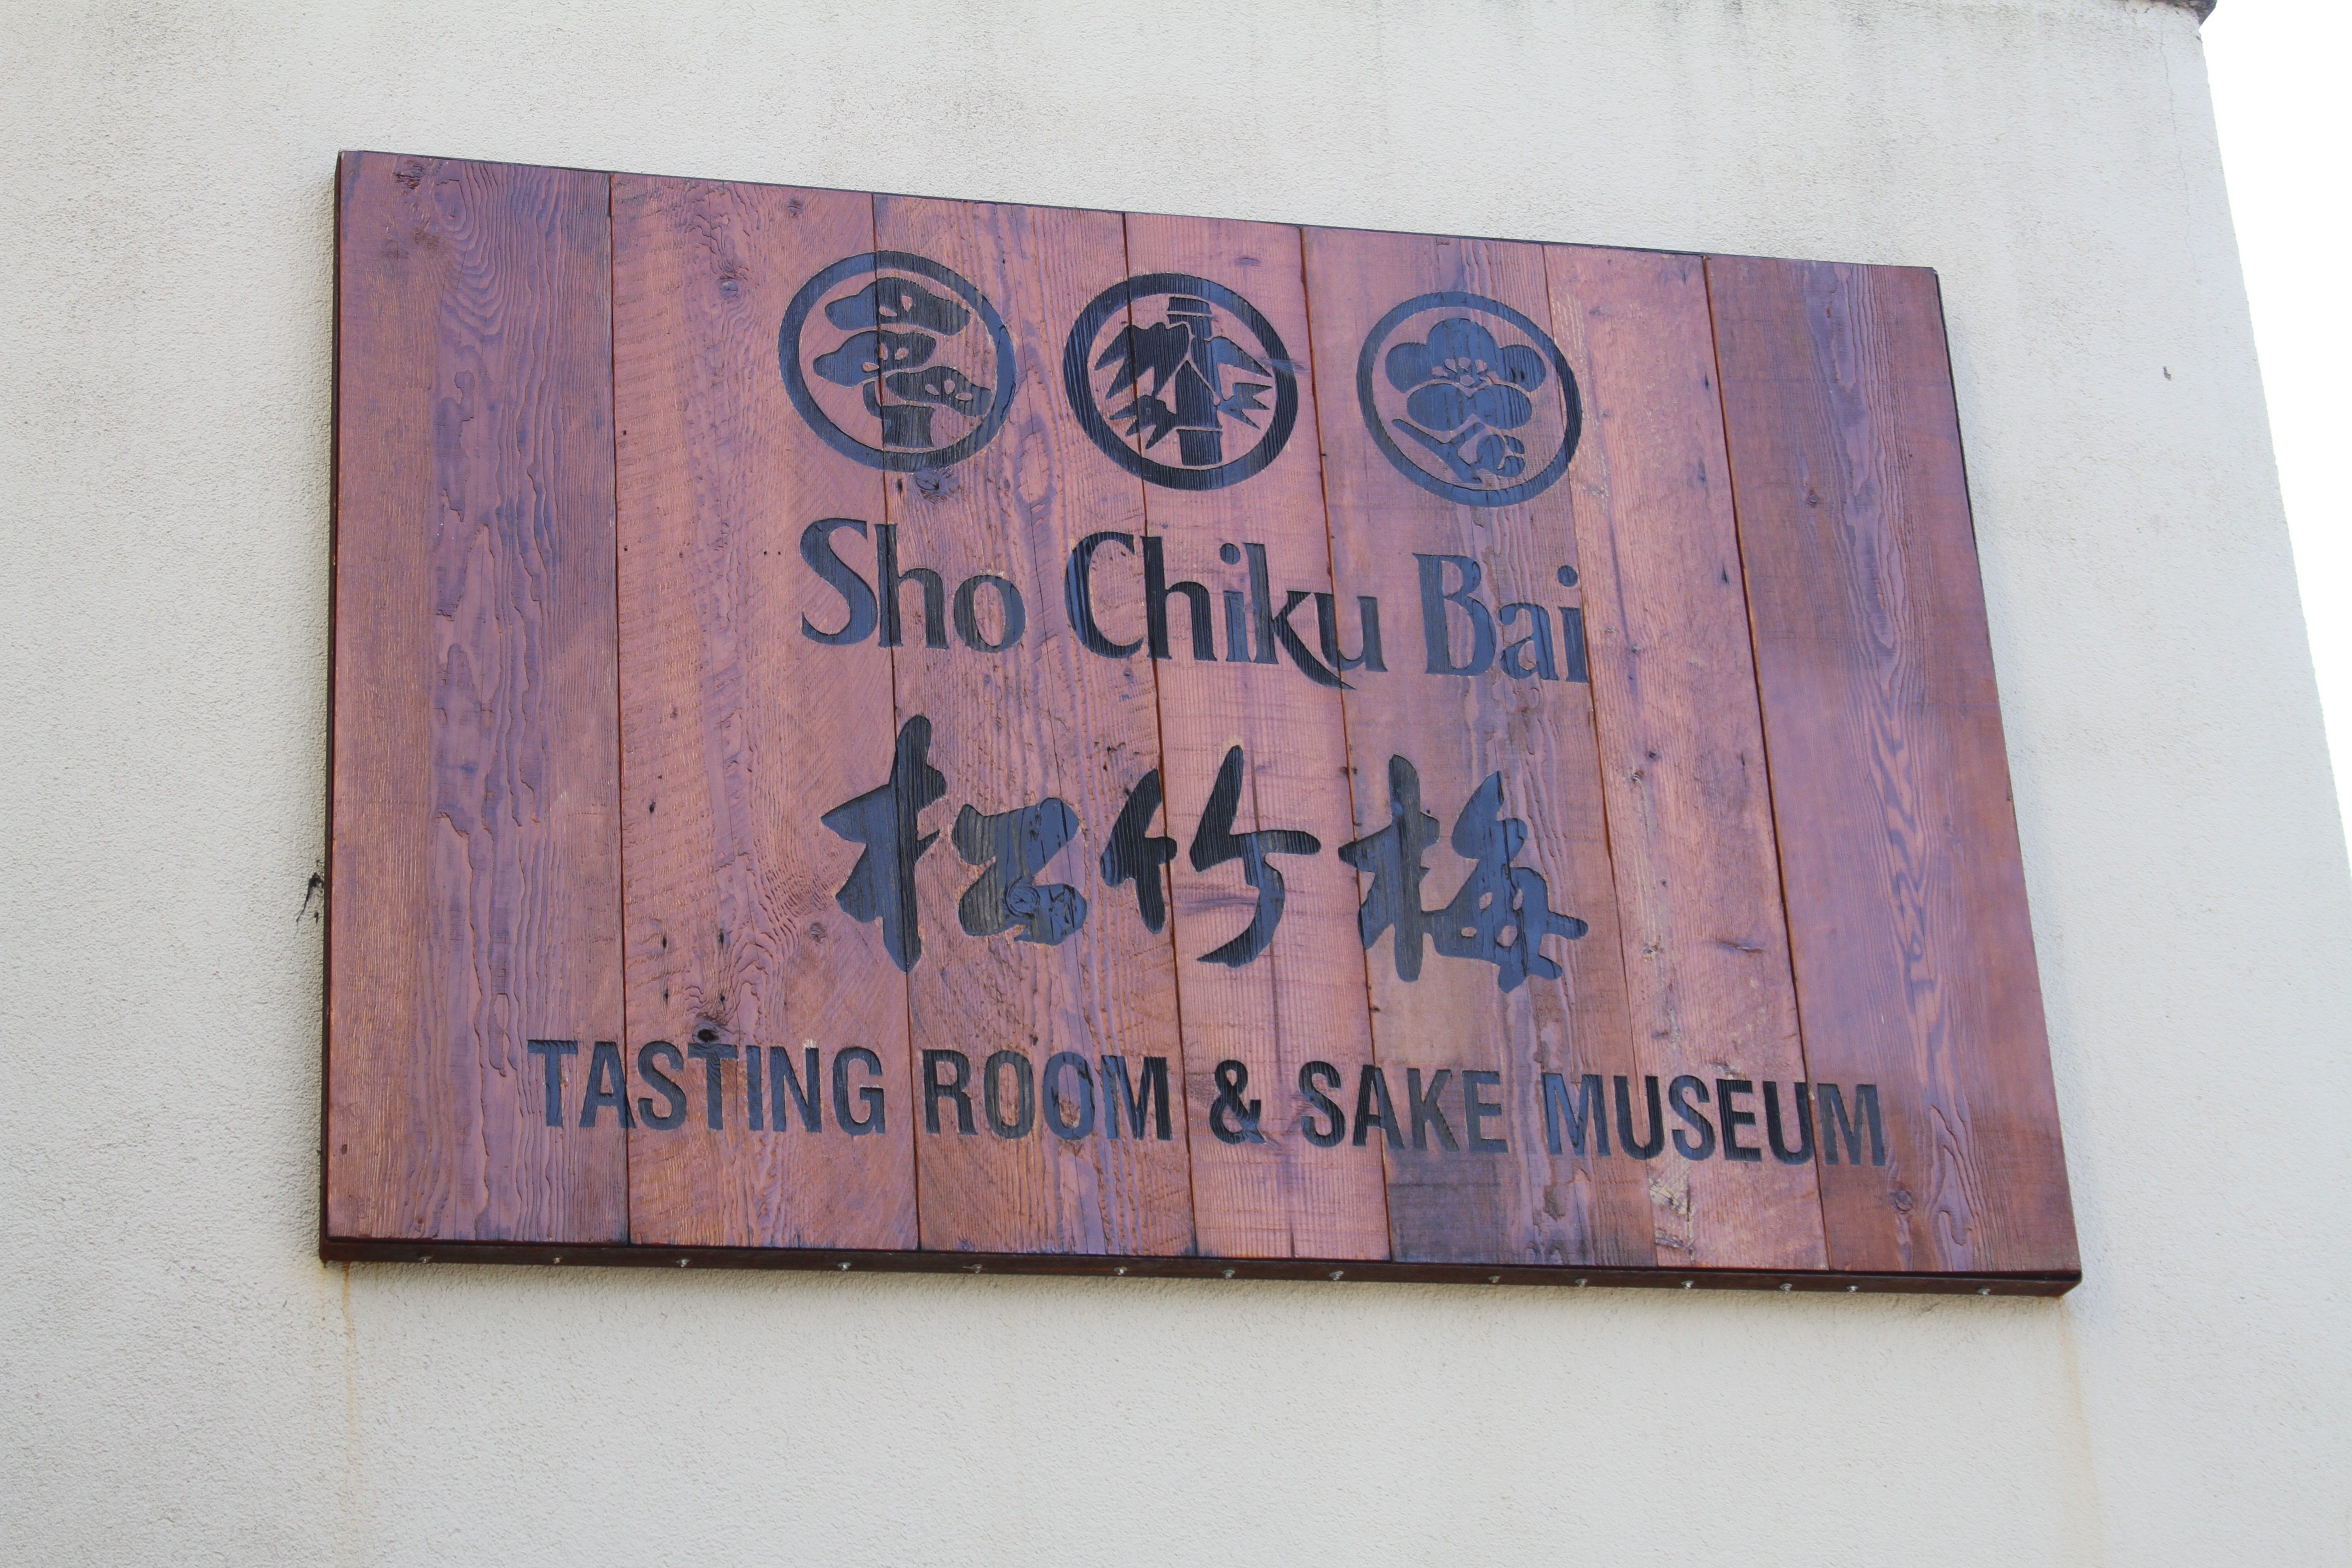 Sho Chiku Bai
松竹梅
TASTING ROOM & SAKE MUSEUM